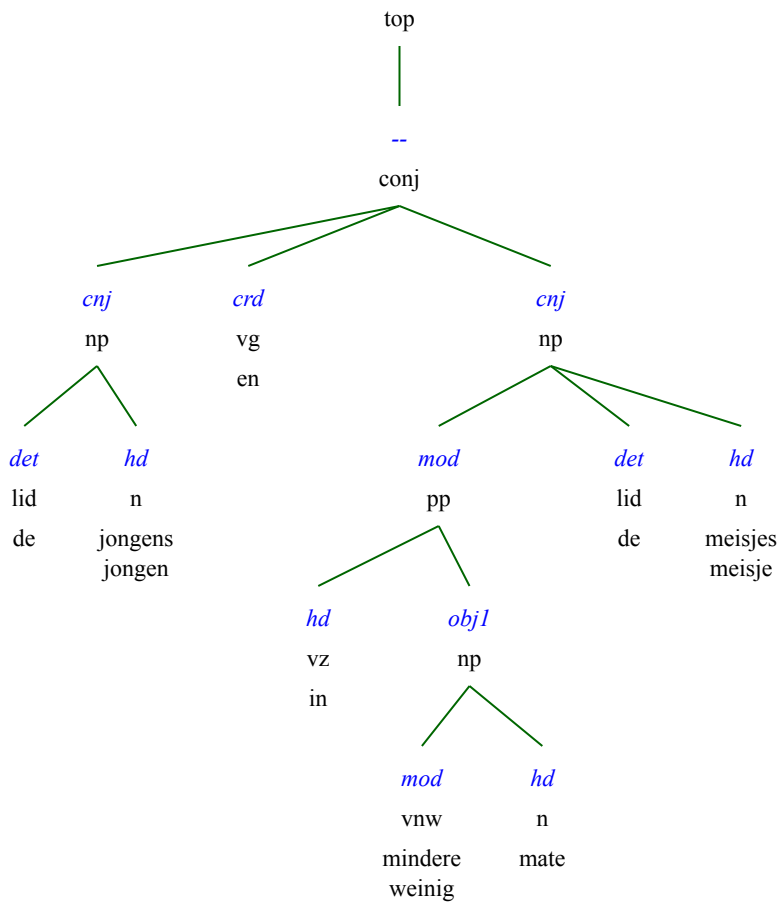 top
--
conj
cnj crd cnj
np vg np
en
det hd mod det hd
lid n pp lid n
de jongens de meisjes
jongen meisje
hd obj1
vz np
in
mod hd
vnw n
mindere mate
weinig